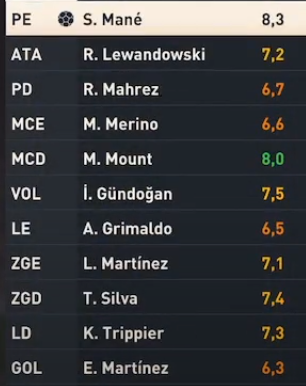 PE S. Mané 8,3
ATA R. Lewandowski 7,2
PD R. Mahrez 6,7
MCE M. Merino 6,6
MCD M. Mount 8,0
VOL İ. Gündoğan 7,5
LE A. Grimaldo 6,5
ZGE L. Martínez 7,1
ZGD T. Silva 7,4
LD K. Trippier 7,3
GOL E. Martínez 6,3